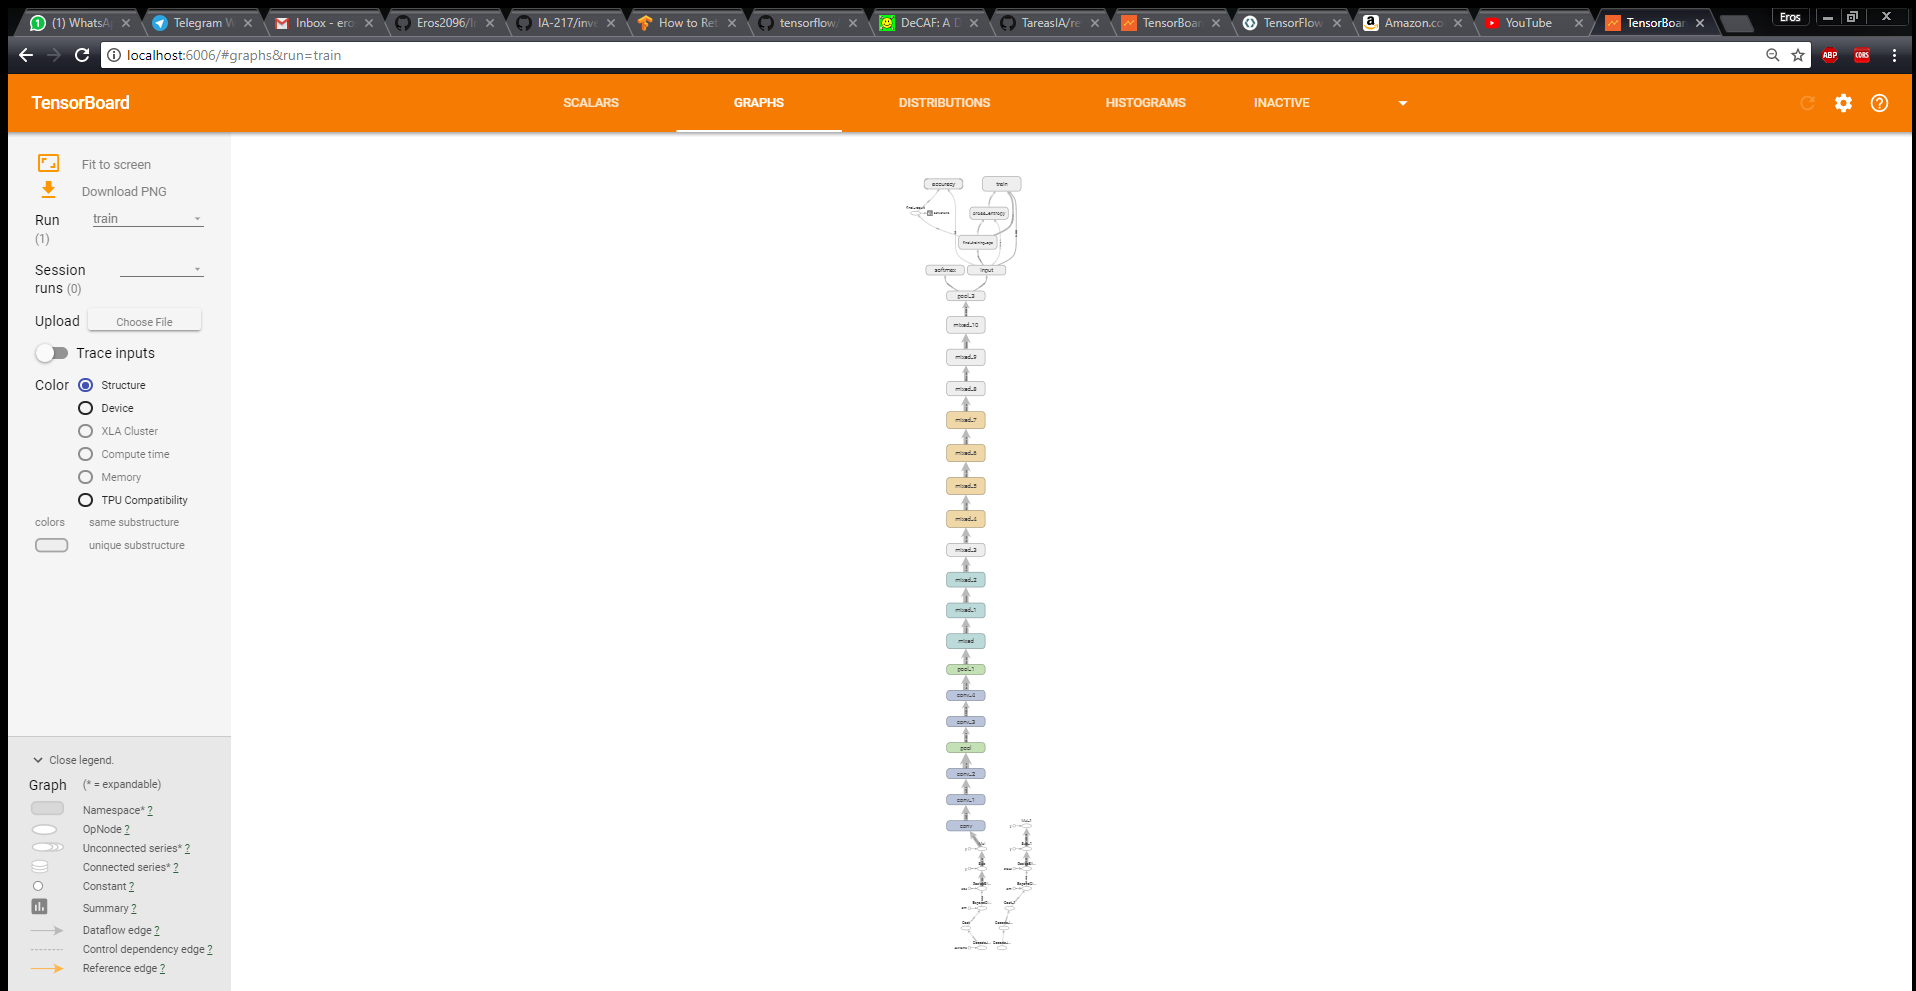 (1) WhatsA
Telegram W
Inbox - ero
Eros2096/In
IA-217/inve
How to Ret
tensorflow/
DeCAF: A D
TareasIA/re
TensorBoar
TensorFlow
Amazon.co
YouTube
TensorBoar
Eros
localhost:6006/#graphs&run=train
ABP
CORS
TensorBoard
SCALARS
GRAPHS
DISTRIBUTIONS
HISTOGRAMS
INACTIVE
Fit to screen
Download PNG
Run
(1)
train
Session
runs (0)
Upload
Choose File
Trace inputs
Color
Structure
Device
XLA Cluster
Compute time
Memory
TPU Compatibility
colors
same substructure
unique substructure
Close legend.
Graph
(* = expandable)
Namespace* ?
OpNode ?
Unconnected series* ?
Connected series* ?
Constant ?
Summary ?
Dataflow edge ?
Control dependency edge ?
Reference edge ?
accuracy
train
cross_entropy
softmax
input
pool_3
mixed_10
mixed_9
mixed_8
mixed_7
mixed_6
mixed_5
mixed_4
mixed_3
mixed_2
mixed_1
mixed
pool_1
conv_4
conv_3
pool
conv_2
conv_1
conv